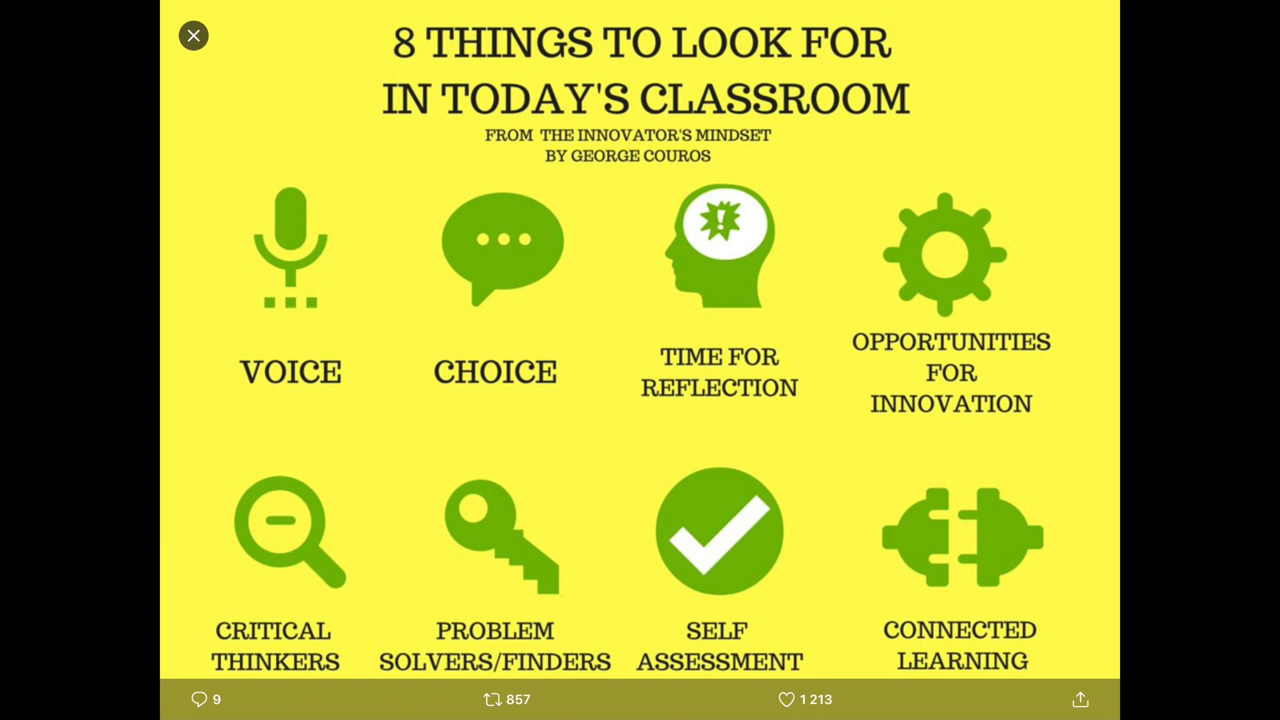 8 THINGS TO LOOK FOR
IN TODAY'S CLASSROOM
FROM THE INNOVATOR'S MINDSET
BY GEORGE COUROS
VOICE
CHOICE
TIME FOR
REFLECTION
OPPORTUNITIES
FOR
INNOVATION
CRITICAL
THINKERS
PROBLEM
SOLVERS/FINDERS
SELF
ASSESSMENT
CONNECTED
LEARNING
9
857
1 213